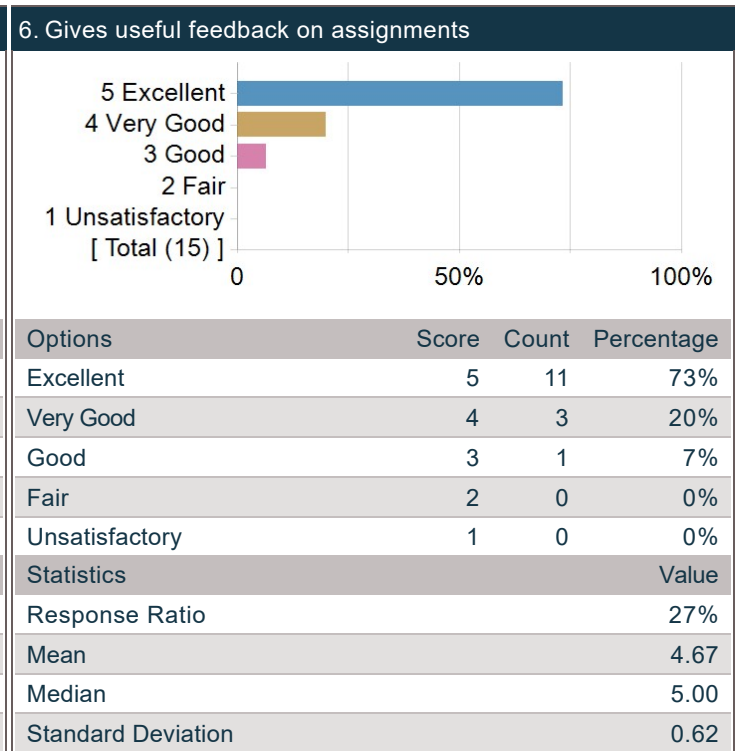 6. Gives useful feedback on assignments
5 Excellent
4 Very Good
3 Good
2 Fair
1 Unsatisfactory
[ Total (15) ]
0 50% 100%
Options Score Count Percentage
Excellent 5 11 73%
Very Good 4 3 20%
Good 3 1 7%
Fair 2 0 0%
Unsatisfactory 1 0 0%
Statistics Value
Response Ratio 27%
Mean 4.67
Median 5.00
Standard Deviation 0.62